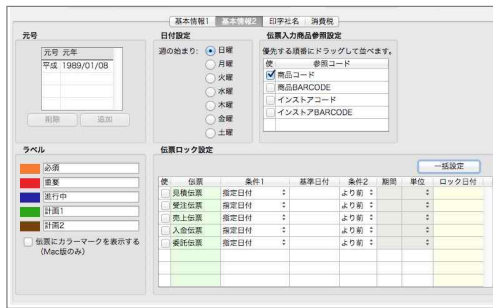 基本情報1 基本情報2 印字社名 消費税
元号
元号 元年
平成 1989/01/08
削除 追加
日付設定
週の始まり: 日曜
月曜
火曜
水曜
木曜
金曜
土曜
伝票入力商品参照設定
優先する順番にドラッグして並べます。
使 参照コード
商品コード
商品BARCODE
インストアコード
インストアBARCODE
ラベル
必須
重要
進行中
計画1
計画2
伝票にカラーマークを表示する
(Mac版のみ)
伝票ロック設定
一括設定
使 伝票 条件1 基準日付 条件2 期間 単位 ロック日付
見積伝票 指定日付 より前
受注伝票 指定日付 より前
売上伝票 指定日付 より前
入金伝票 指定日付 より前
委託伝票 指定日付 より前